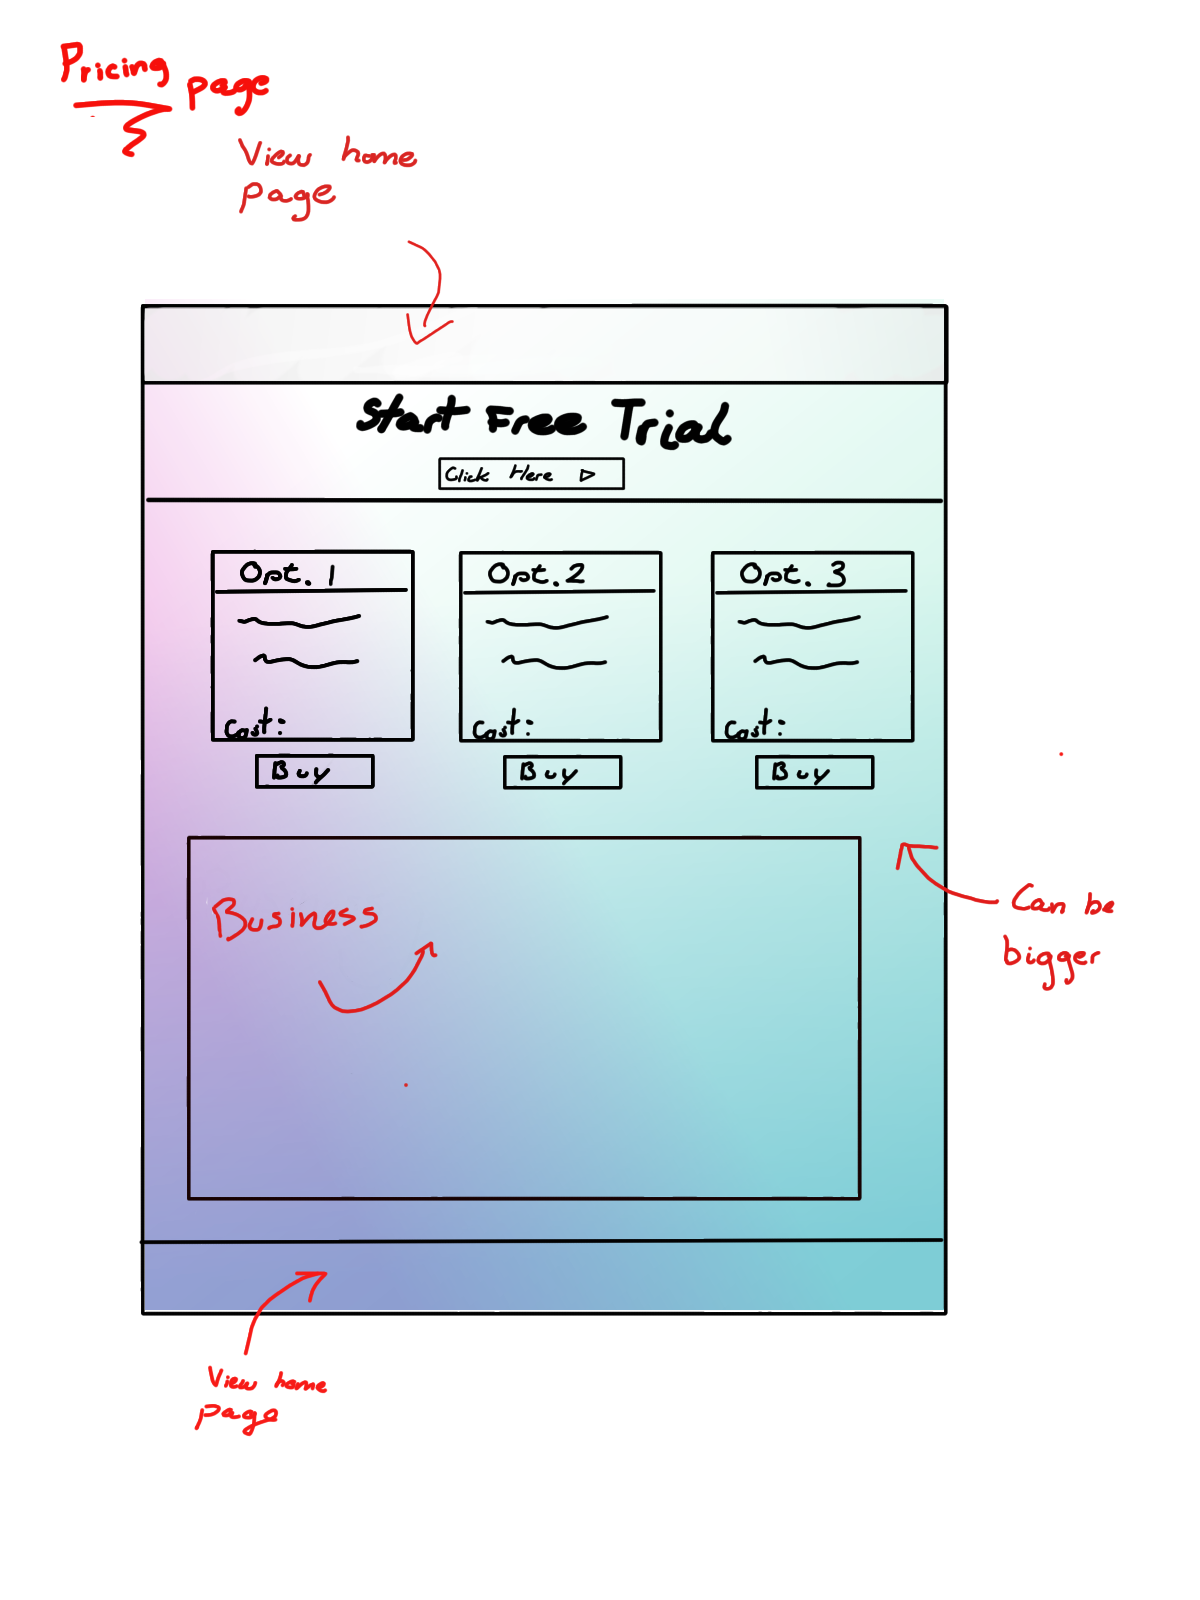 Pricing page
View home
page
Start Free Trial
Click Here
Opt. 1
Opt. 2
Opt. 3
Cost:
Cost:
Cost:
Buy
Buy
Buy
Business
Can be
bigger
View home
page